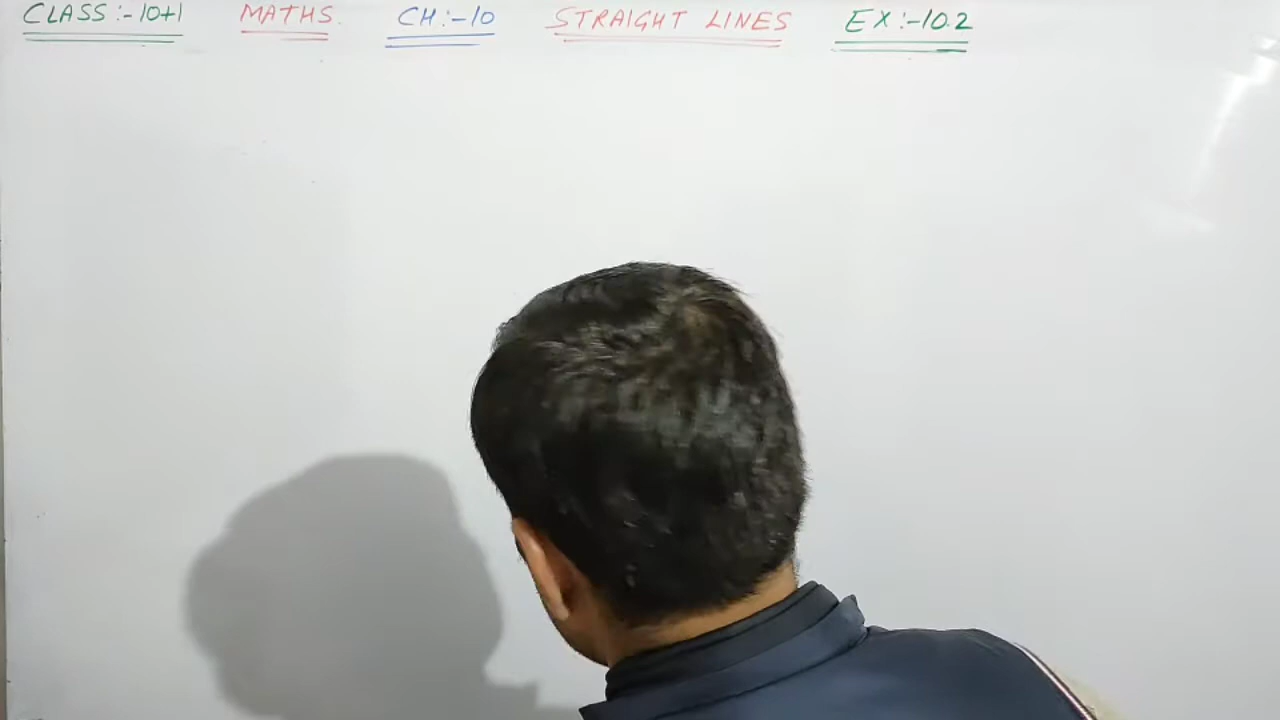 CLASS :- 10+1 MATHS. CH :- 10 STRAIGHT LINES EX :- 10.2